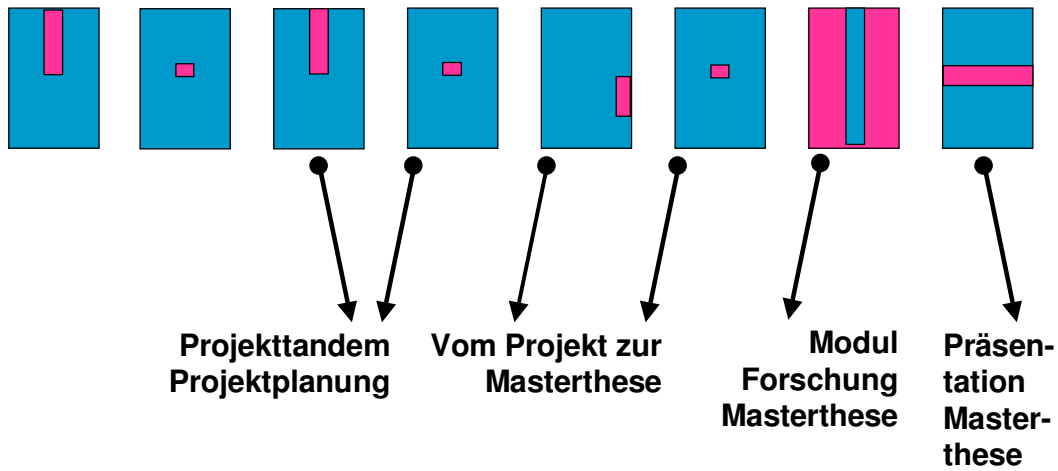 Projekttandem
Projektplanung
Vom Projekt zur
Masterthese
Modul
Forschung
Masterthese
Präsen-
tation
Master-
these